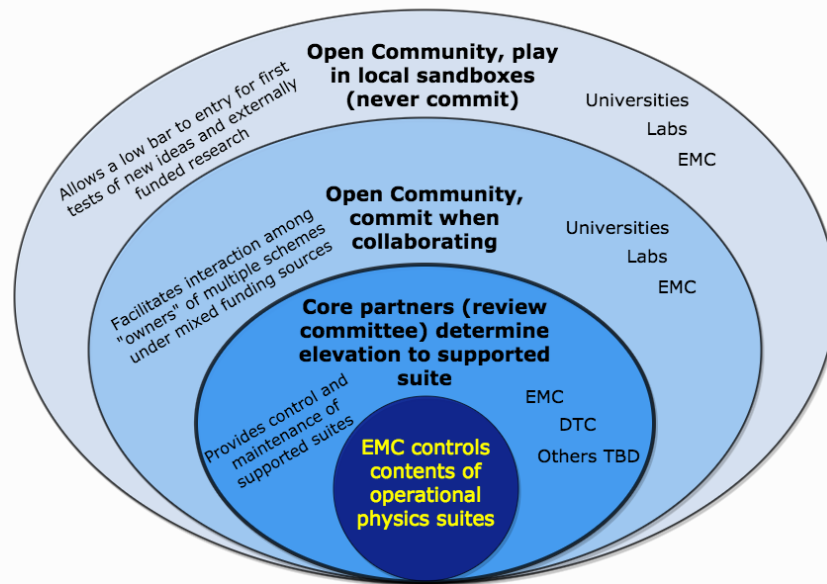 Open Community, play
in local sandboxes
(never commit)
Allows a low bar to entry for first
tests of new ideas and externally
funded research
Universities
Labs
EMC
Open Community,
commit when
collaborating
Facilitates interaction among
"owners" of multiple schemes
under mixed funding sources
Universities
Labs
EMC
Core partners (review
committee) determine
elevation to supported
suite
Provides control and
maintenance of
supported suites
EMC
DTC
Others TBD
EMC controls
contents of
operational
physics suites